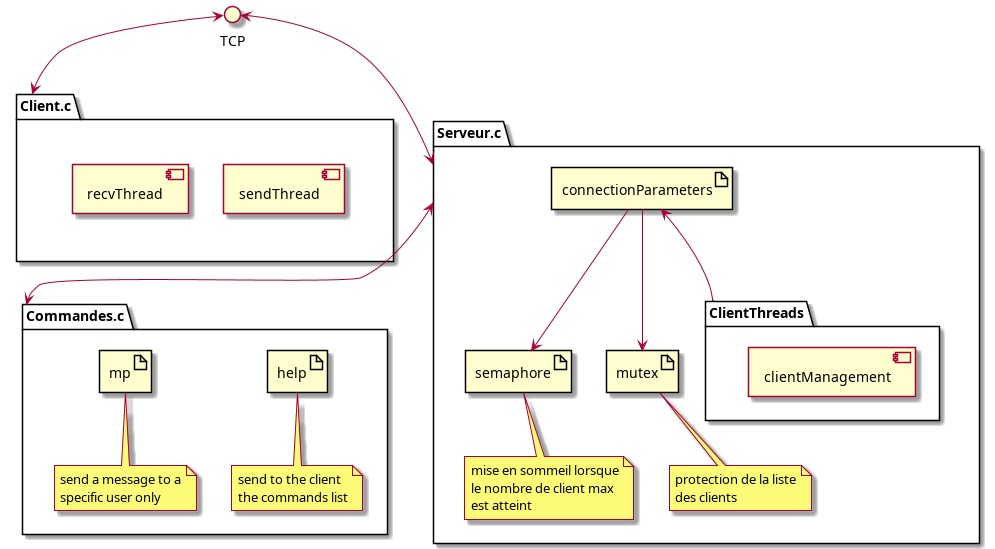 TCP
Client.c
recvThread
sendThread
Serveur.c
connectionParameters
semaphore
mutex
ClientThreads
clientManagement
mise en sommeil lorsque
le nombre de client max
est atteint
protection de la liste
des clients
Commandes.c
mp
help
send a message to a
specific user only
send to the client
the commands list